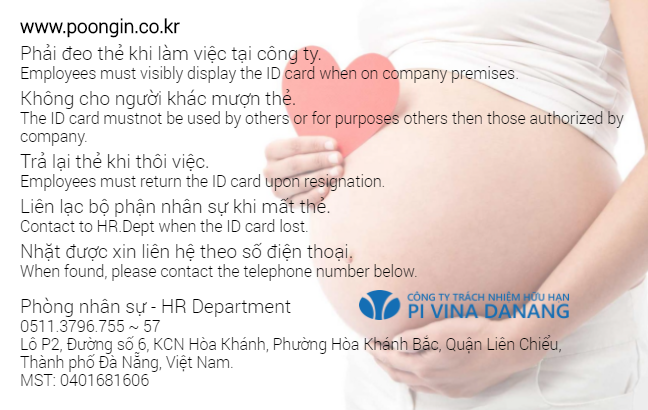 www.poongin.co.kr
Phải đeo thẻ khi làm việc tại công ty.
Employees must visibly display the ID card when on company premises.
Không cho người khác mượn thẻ.
The ID card mustnot be used by others or for purposes others then those authorized by
company.
Trả lại thẻ khi thôi việc.
Employees must return the ID card upon resignation.
Liên lạc bộ phận nhân sự khi mất thẻ.
Contact to HR.Dept when the ID card lost.
Nhặt được xin liên hệ theo số điện thoại.
When found, please contact the telephone number below.
Phòng nhân sự - HR Department
CÔNG TY TRÁCH NHIỆM HỮU HẠN
PI VINA DANANG
0511.3796.755 ~ 57
Lô P2, Đường số 6, KCN Hòa Khánh, Phường Hòa Khánh Bắc, Quận Liên Chiểu,
Thành phố Đà Nẵng, Việt Nam.
MST: 0401681606